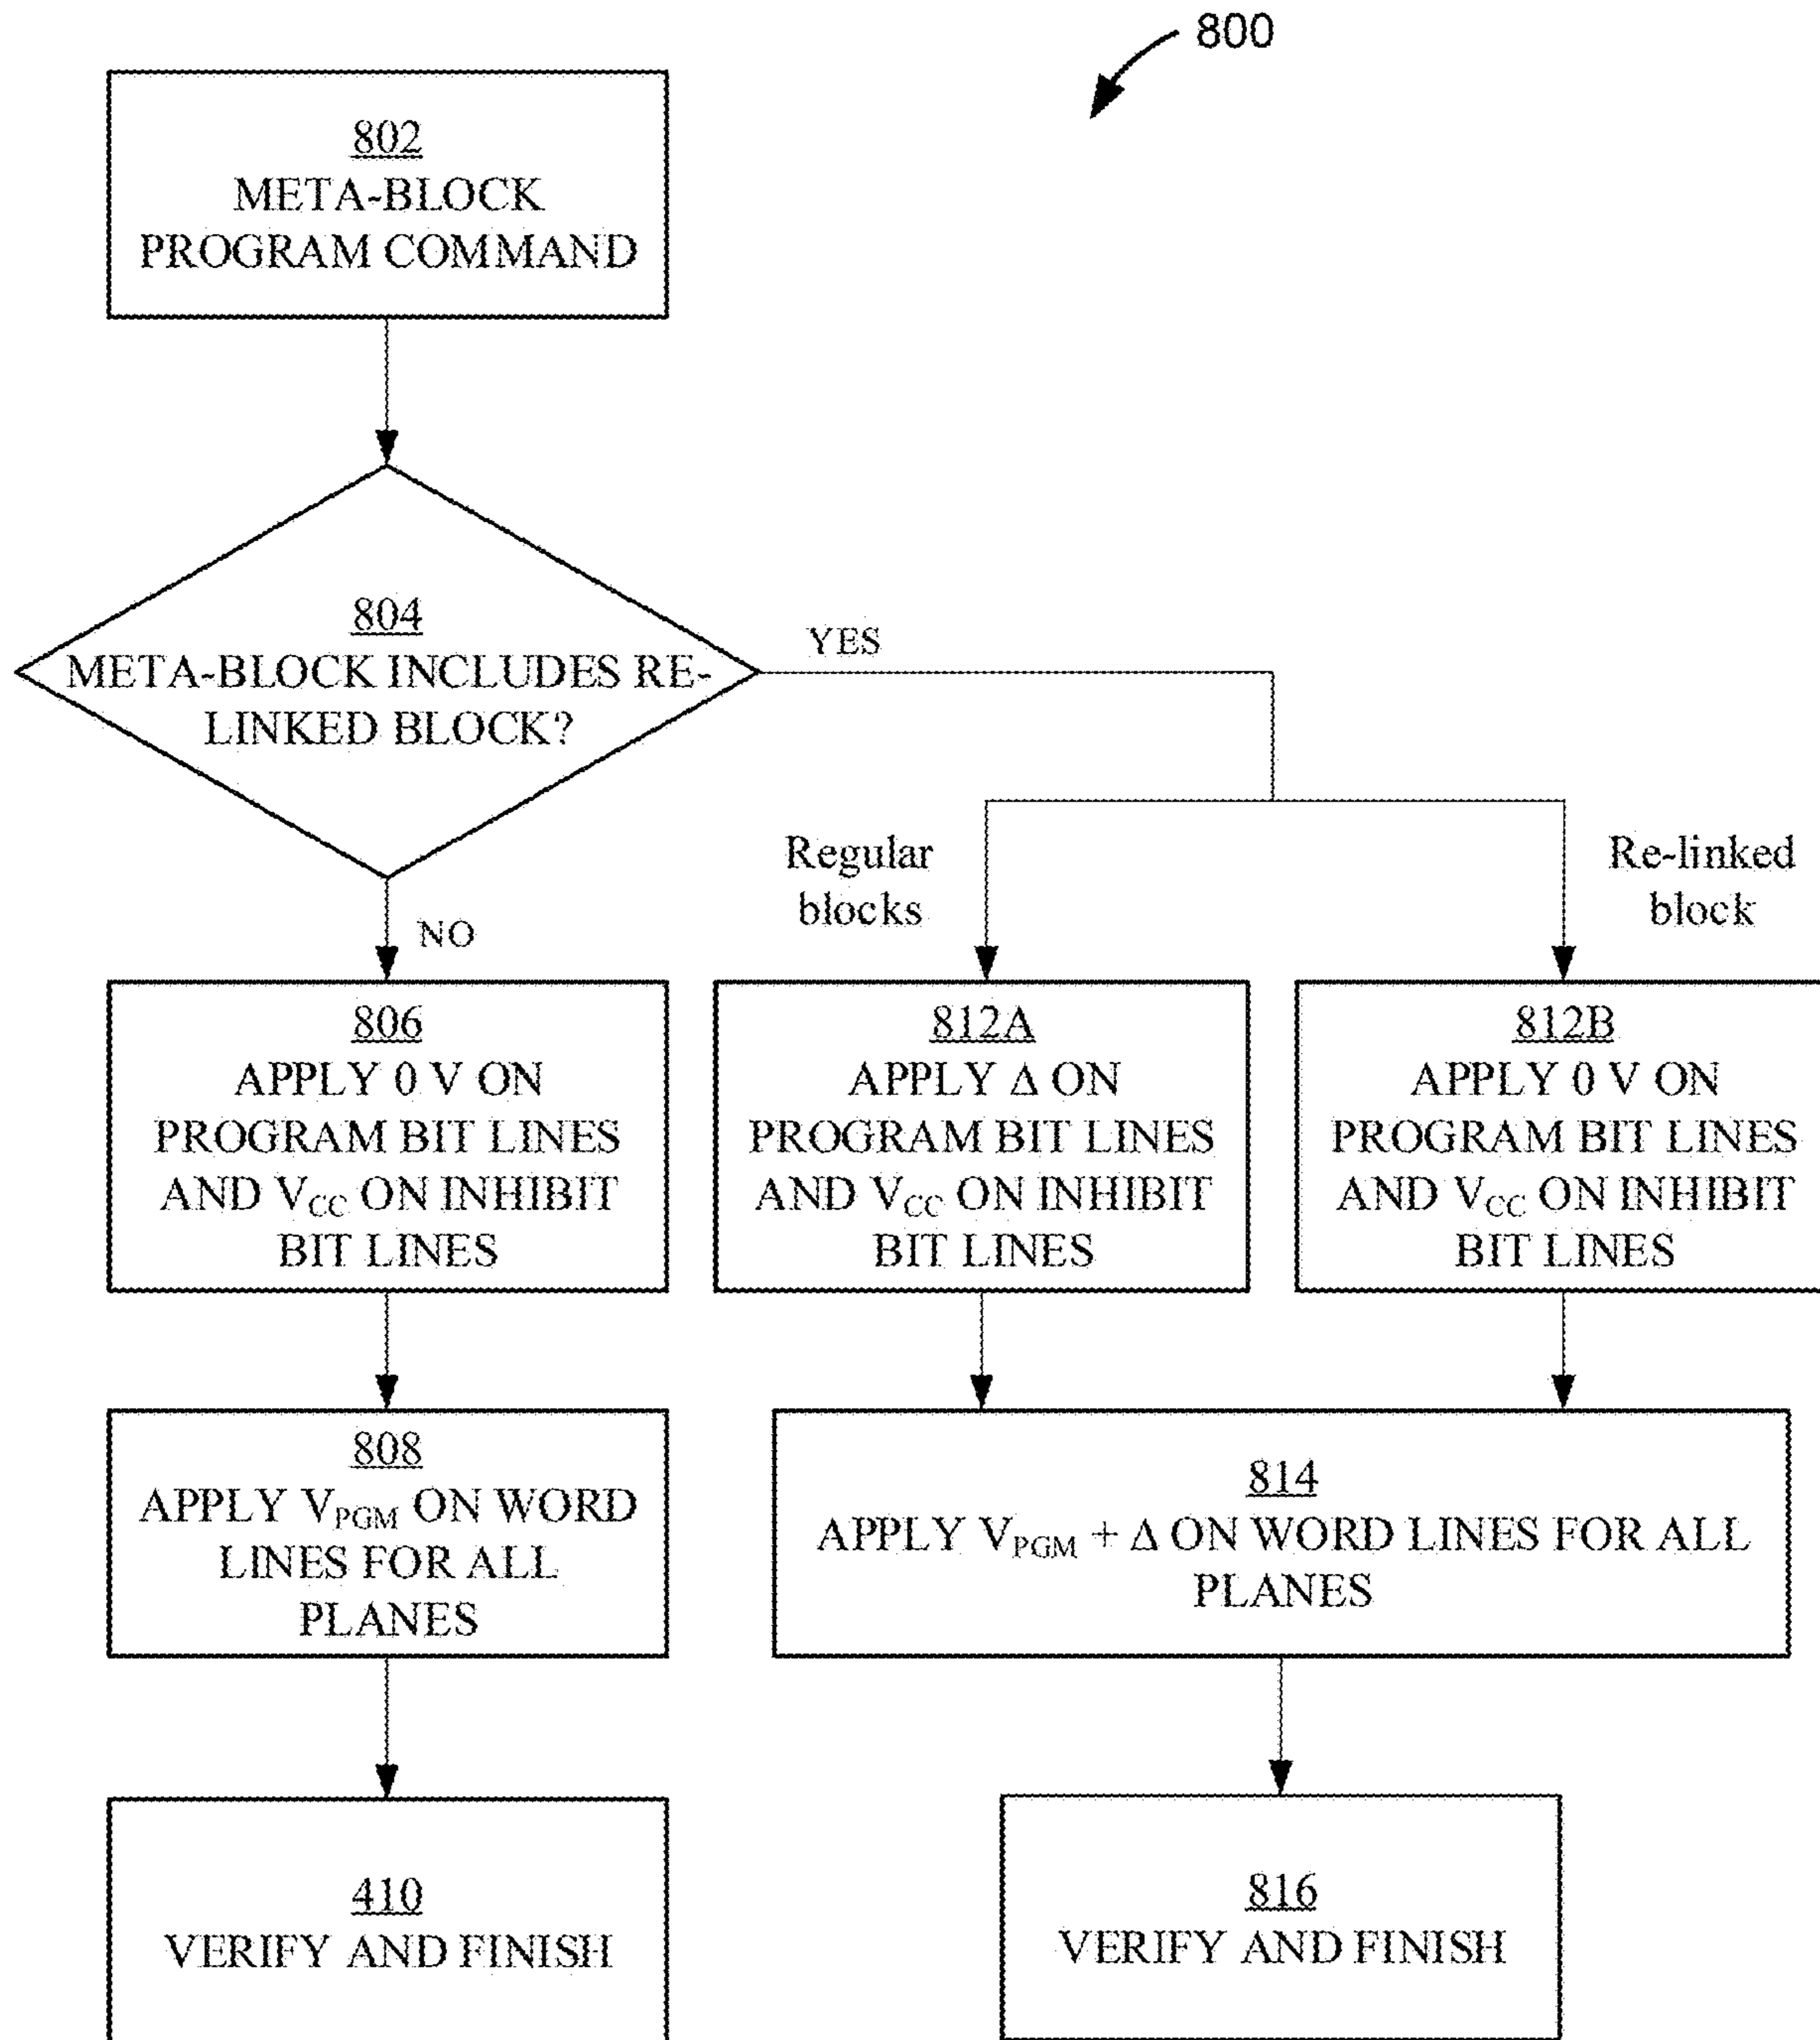 800
802
META-BLOCK
PROGRAM COMMAND
804
META-BLOCK INCLUDES RE-
LINKED BLOCK?
YES
NO
Regular
blocks
Re-linked
block
806
APPLY 0 V ON
PROGRAM BIT LINES
AND VCC ON INHIBIT
BIT LINES
812A
APPLY Δ ON
PROGRAM BIT LINES
AND VCC ON INHIBIT
BIT LINES
812B
APPLY 0 V ON
PROGRAM BIT LINES
AND VCC ON INHIBIT
BIT LINES
808
APPLY VPGM ON WORD
LINES FOR ALL
PLANES
814
APPLY VPGM + Δ ON WORD LINES FOR ALL
PLANES
410
VERIFY AND FINISH
816
VERIFY AND FINISH